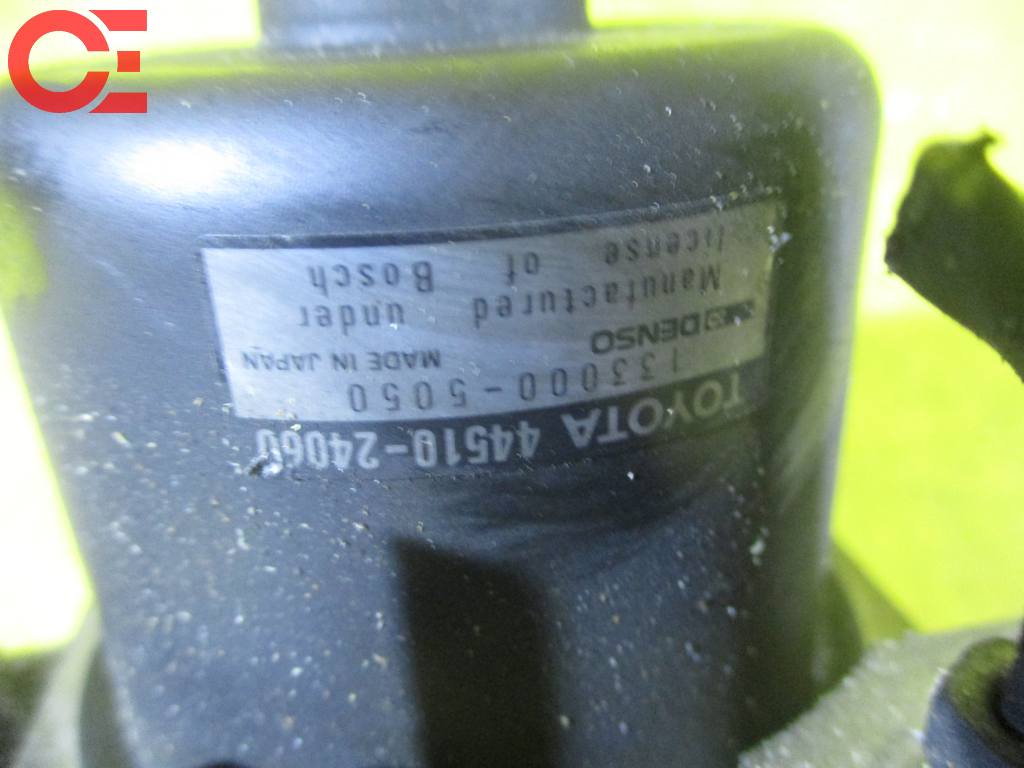 TOYOTA 44510-24060
133000-5050
DENSO MADE IN JAPAN
Manufactured under
license of Bosch